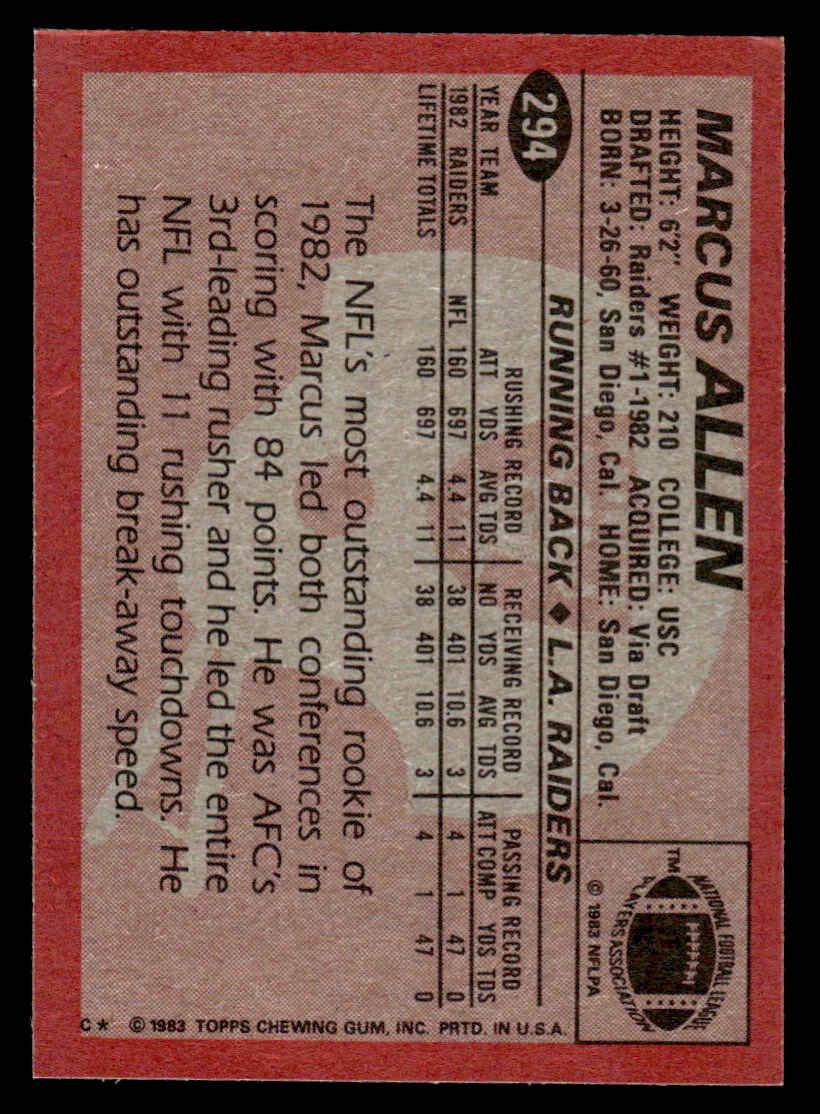 MARCUS ALLEN
HEIGHT: 6'2" WEIGHT: 210 COLLEGE: USC
DRAFTED: Raiders #1-1982 ACQUIRED: Via Draft
BORN: 3-26-60, San Diego, Cal. HOME: San Diego, Cal.
NATIONAL FOOTBALL LEAGUE
PLAYERS ASSOCIATION
TM
© 1983 NFLPA
294
RUNNING BACK ◆ L.A. RAIDERS
RUSHING RECORD RECEIVING RECORD PASSING RECORD
YEAR TEAM ATT YDS AVG TDS NO YDS AVG TDS ATT COMP YDS TDS
1982 RAIDERS NFL 160 697 4.4 11 38 401 10.6 3 4 1 47 0
LIFETIME TOTALS 160 697 4.4 11 38 401 10.6 3 4 1 47 0
The NFL's most outstanding rookie of
1982, Marcus led both conferences in
scoring with 84 points. He was AFC's
3rd-leading rusher and he led the entire
NFL with 11 rushing touchdowns. He
has outstanding break-away speed.
C* © 1983 TOPPS CHEWING GUM, INC. PRTD. IN U.S.A.